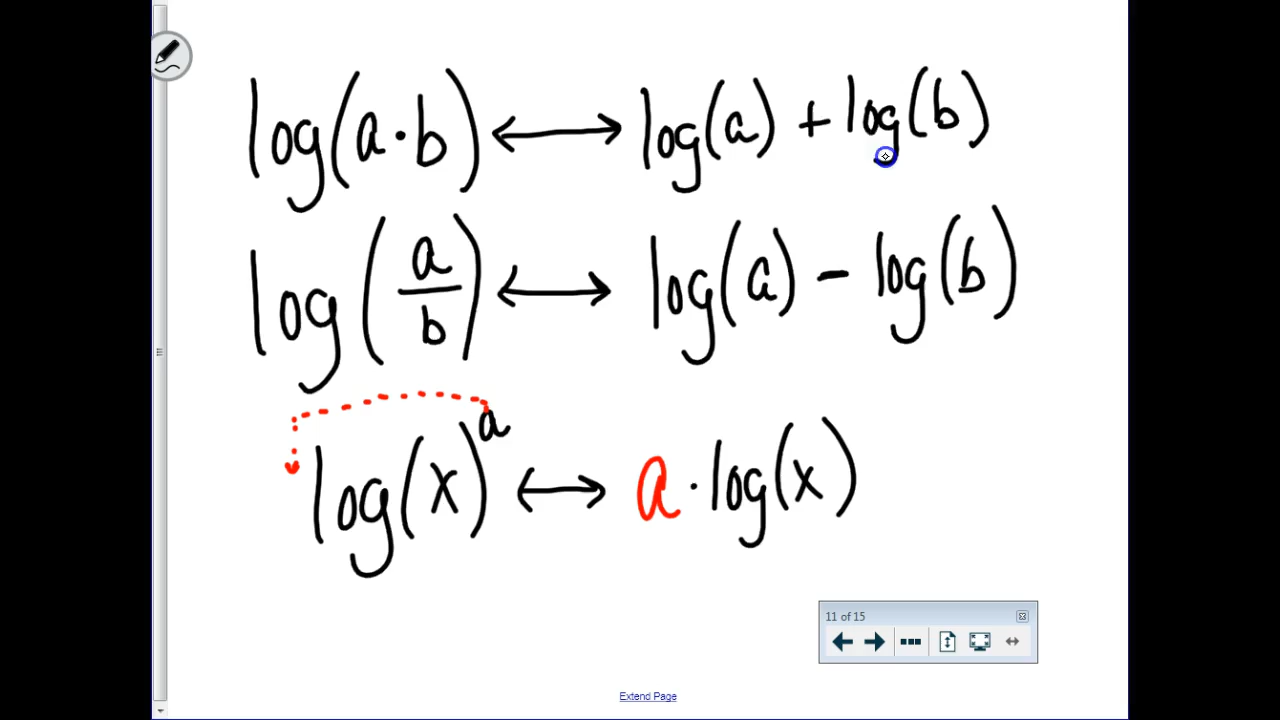 log(a·b) ↔ log(a) + log(b)
log(a/b) ↔ log(a) − log(b)
log(x)ᵃ ↔ a·log(x)
11 of 15
Extend Page